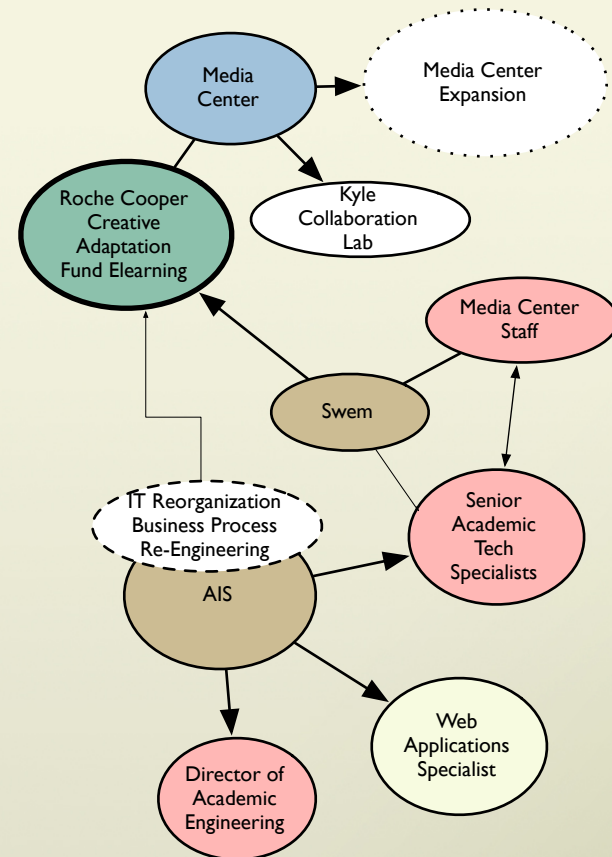 Media
Center
Media Center
Expansion
Roche Cooper
Creative
Adaptation
Fund Elearning
Kyle
Collaboration
Lab
Media Center
Staff
Swem
IT Reorganization
Business Process
Re-Engineering
Senior
Academic
Tech
Specialists
AIS
Web
Applications
Specialist
Director of
Academic
Engineering